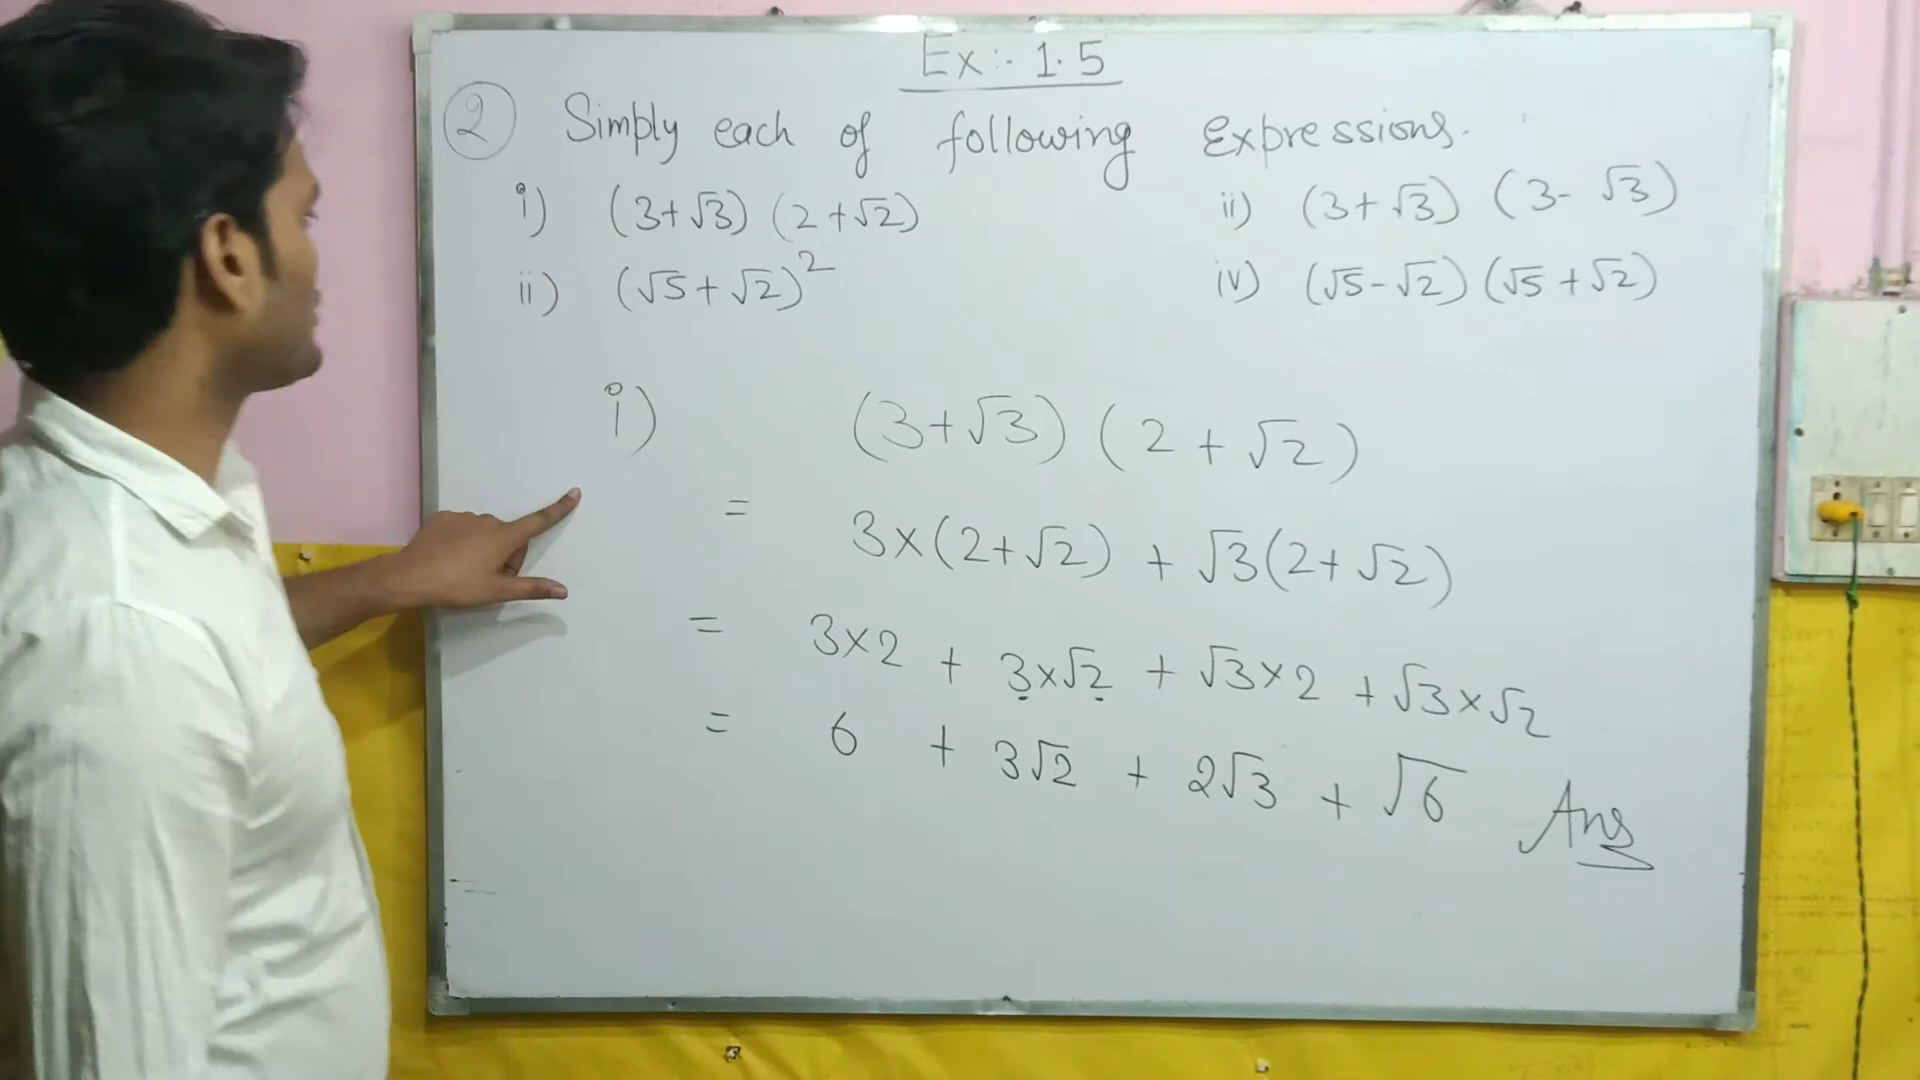 Ex:- 1.5
2 Simply each of following Expressions.
i) (3+√3) (2+√2) ii) (3+√3) (3-√3)
ii) (√5+√2)² iv) (√5-√2) (√5+√2)
i) (3+√3) (2+√2)
= 3×(2+√2) + √3(2+√2)
= 3×2 + 3×√2 + √3×2 + √3×√2
= 6 + 3√2 + 2√3 + √6 Ans